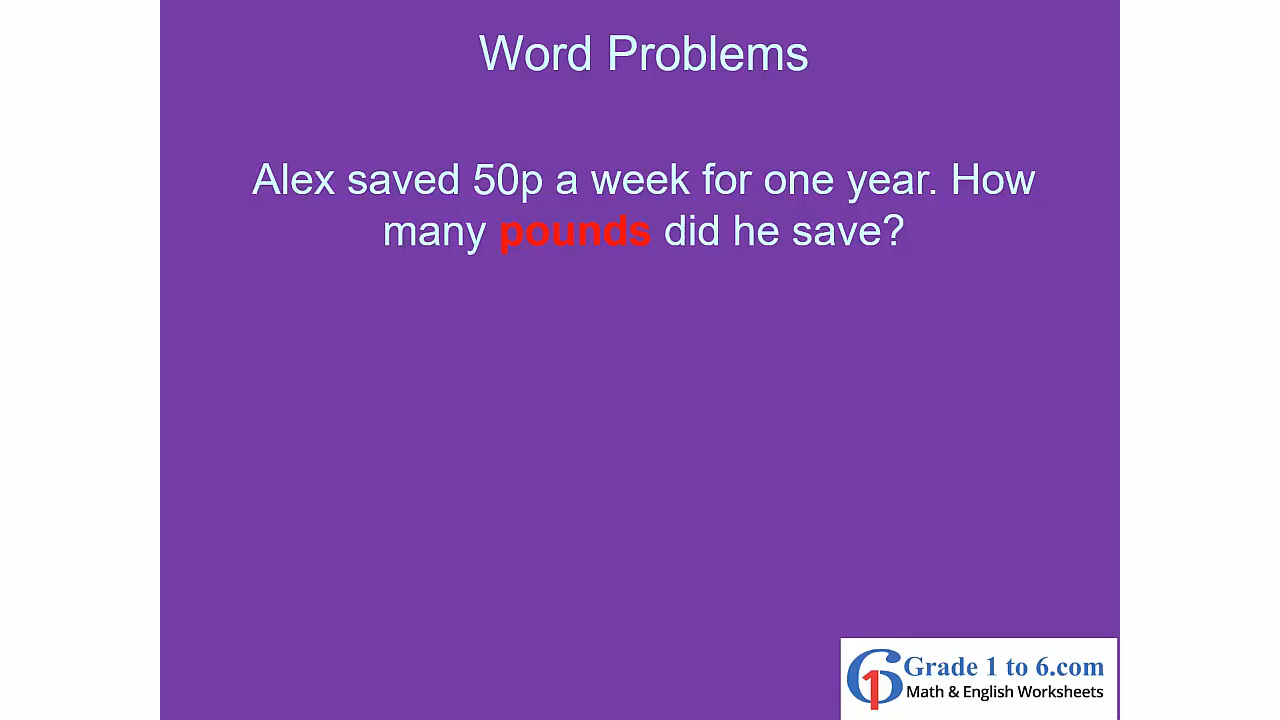 Word Problems
Alex saved 50p a week for one year. How
many pounds did he save?
Grade 1 to 6.com
Math & English Worksheets